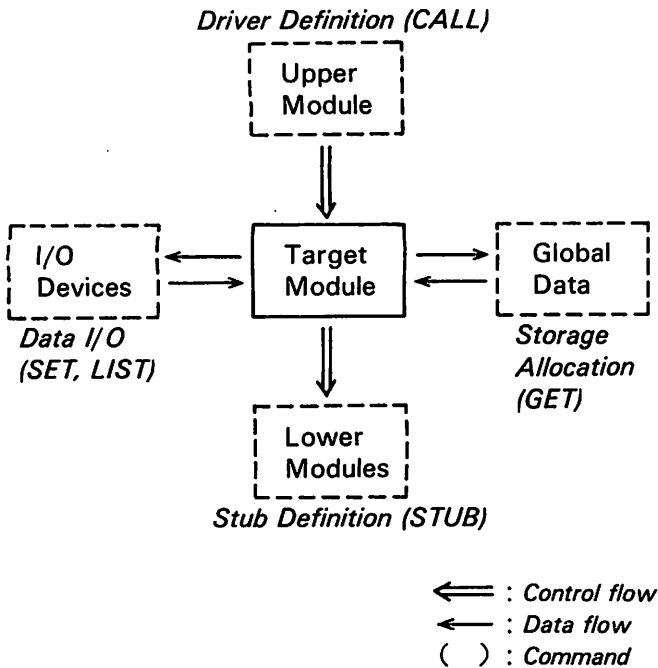 Driver Definition (CALL)
Upper
Module
I/O
Devices
Target
Module
Global
Data
Data I/O
(SET, LIST)
Storage
Allocation
(GET)
Lower
Modules
Stub Definition (STUB)
: Control flow
: Data flow
( ) : Command